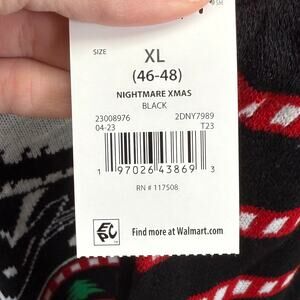 SIZE
XL
(46-48)
NIGHTMARE XMAS
BLACK
23008976 2DNY7989
04-23 T23
1 97026 43869 3
RN # 117508
Find more at Walmart.com.